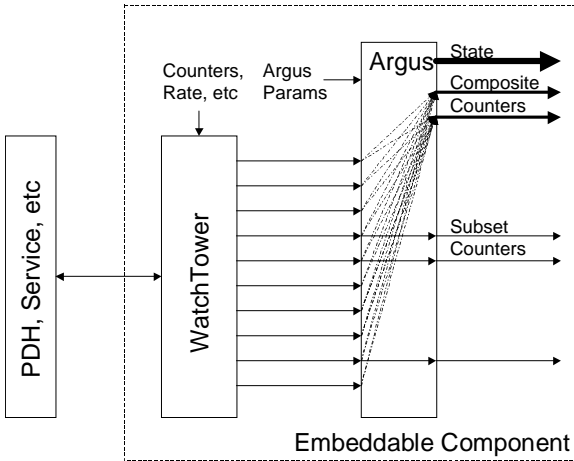 State
Argus
Composite
Counters
Counters,
Rate, etc
Argus
Params
PDH, Service, etc
WatchTower
Subset
Counters
Embeddable Component